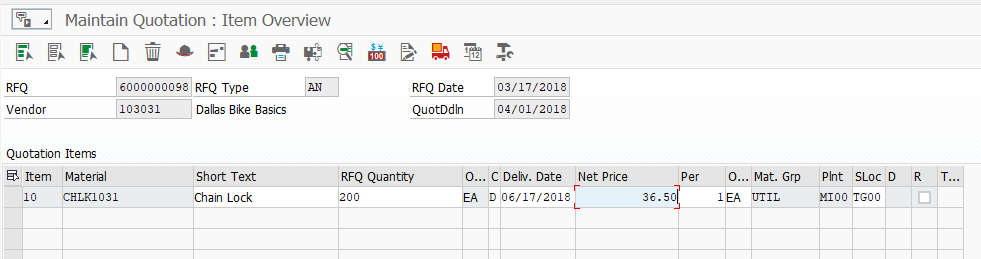 Maintain Quotation : Item Overview
RFQ 6000000098 RFQ Type AN RFQ Date 03/17/2018
Vendor 103031 Dallas Bike Basics QuotDdln 04/01/2018
Quotation Items
Item Material Short Text RFQ Quantity O... C Deliv. Date Net Price Per O... Mat. Grp Plnt SLoc D R T...
10 CHLK1031 Chain Lock 200 EA D 06/17/2018 36.50 1 EA UTIL MI00 TG00